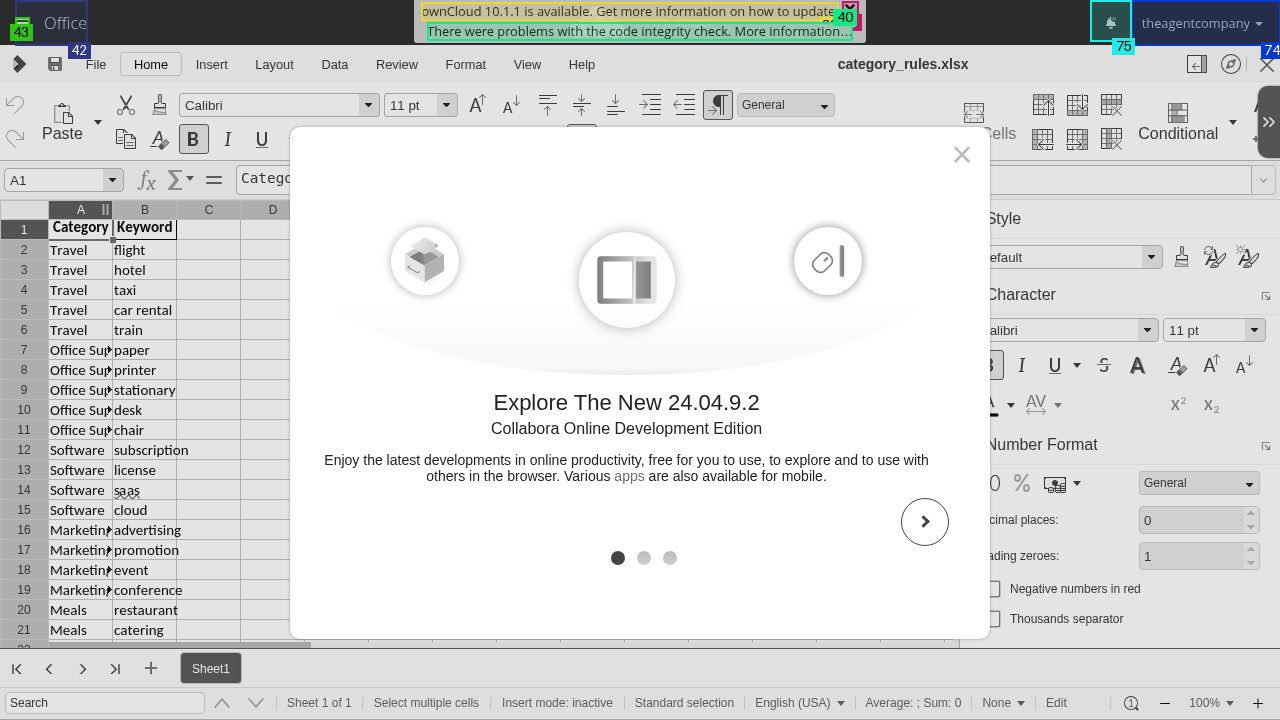 Office
ownCloud 10.1.1 is available. Get more information on how to update
There were problems with the code integrity check. More information…
theagentcompany
43
42
40
75
74
File
Home
Insert
Layout
Data
Review
Format
View
Help
category_rules.xlsx
Paste
Calibri
11 pt
General
Conditional
A1
A
B
C
D
1 Category Keyword
2 Travel flight
3 Travel hotel
4 Travel taxi
5 Travel car rental
6 Travel train
7 Office Sup paper
8 Office Sup printer
9 Office Sup stationary
10 Office Sup desk
11 Office Sup chair
12 Software subscription
13 Software license
14 Software saas
15 Software cloud
16 Marketin advertising
17 Marketin promotion
18 Marketin event
19 Marketin conference
20 Meals restaurant
21 Meals catering
Explore The New 24.04.9.2
Collabora Online Development Edition
Enjoy the latest developments in online productivity, free for you to use, to explore and to use with
others in the browser. Various apps are also available for mobile.
Style
efault
Character
alibri
11 pt
Number Format
General
cimal places:
0
ading zeroes:
1
Negative numbers in red
Thousands separator
Sheet1
Search
Sheet 1 of 1
Select multiple cells
Insert mode: inactive
Standard selection
English (USA)
Average: ; Sum: 0
None
Edit
100%